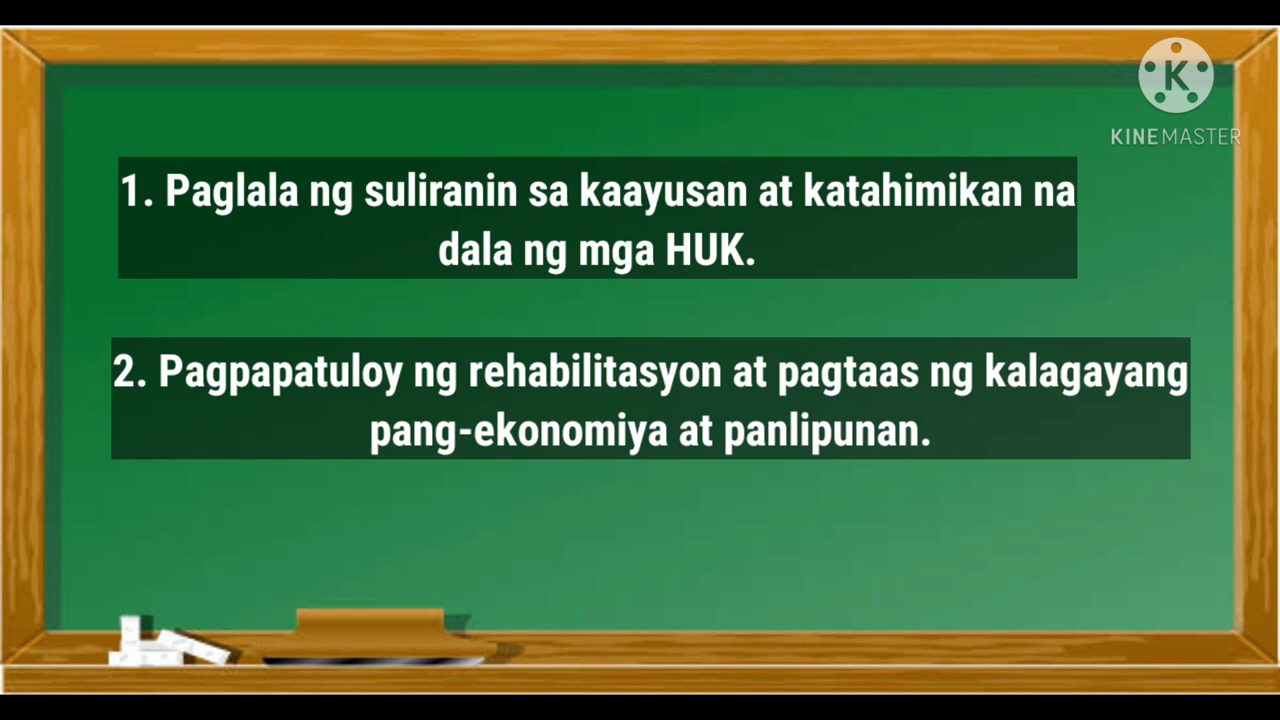 KINEMASTER
1. Paglala ng suliranin sa kaayusan at katahimikan na
dala ng mga HUK.
2. Pagpapatuloy ng rehabilitasyon at pagtaas ng kalagayang
pang-ekonomiya at panlipunan.